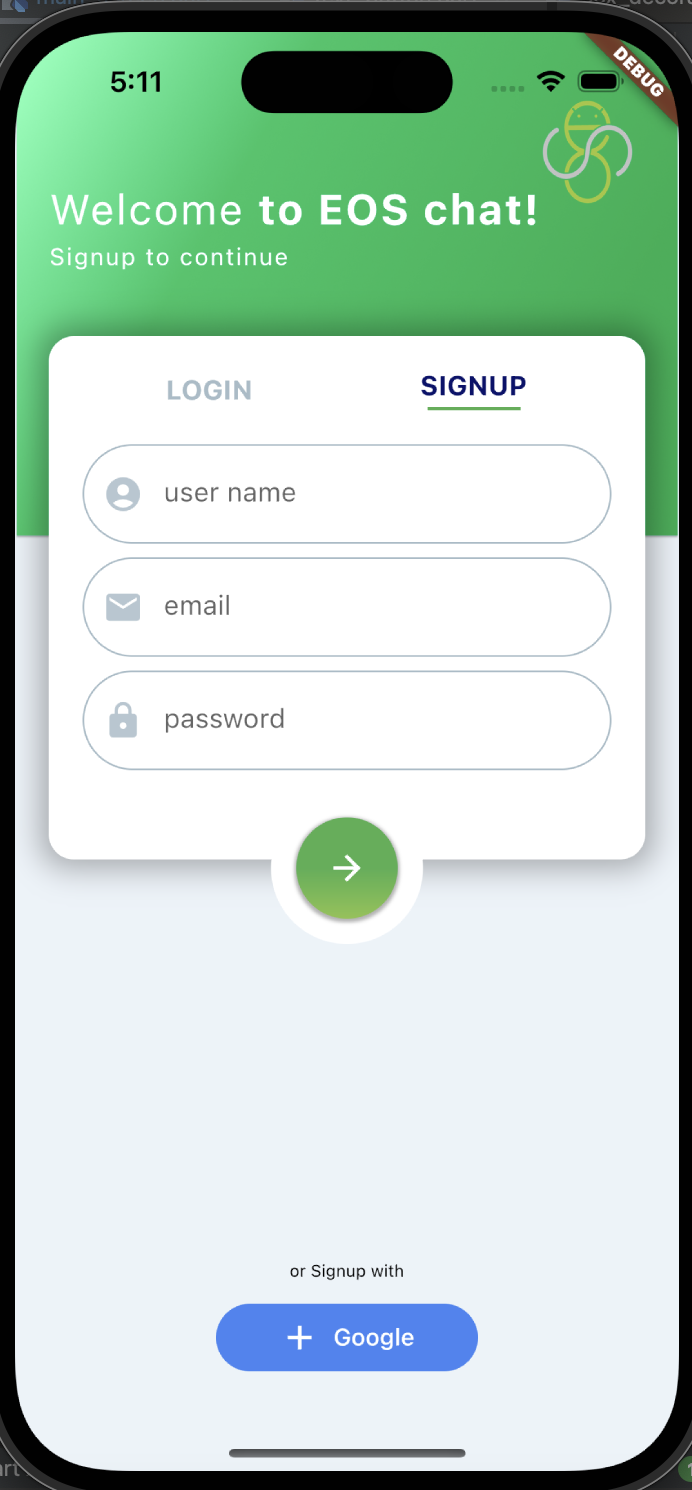 main
5:11
DEBUG
Welcome to EOS chat!
Signup to continue
LOGIN
SIGNUP
user name
email
password
or Signup with
+ Google